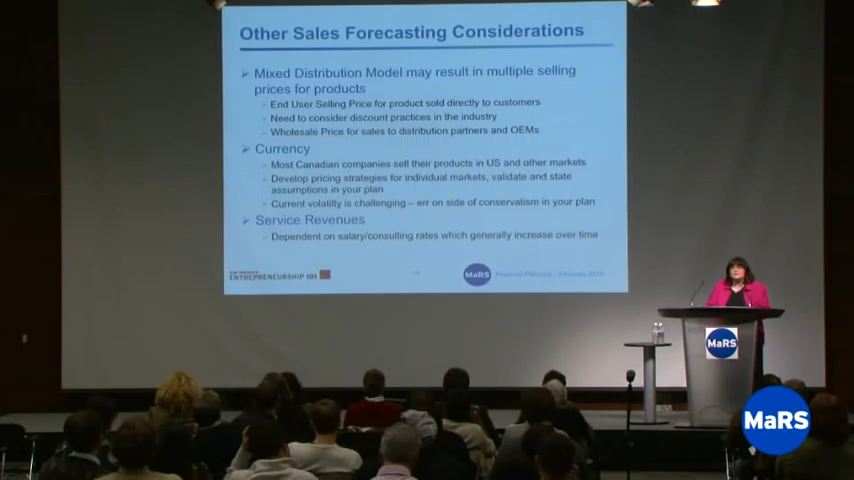 Other Sales Forecasting Considerations
Mixed Distribution Model may result in multiple selling
prices for products
End User Selling Price for product sold directly to customers
Need to consider discount practices in the industry
Wholesale Price for sales to distribution partners and OEMs
Currency
Most Canadian companies sell their products in US and other markets
Develop pricing strategies for individual markets, validate and state
assumptions in your plan
Current volatility is challenging – err on side of conservatism in your plan
Service Revenues
Dependent on salary/consulting rates which generally increase over time
ENTREPRENEURSHIP 101
MaRS
Financial Planning – February,
MaRS
MaRS